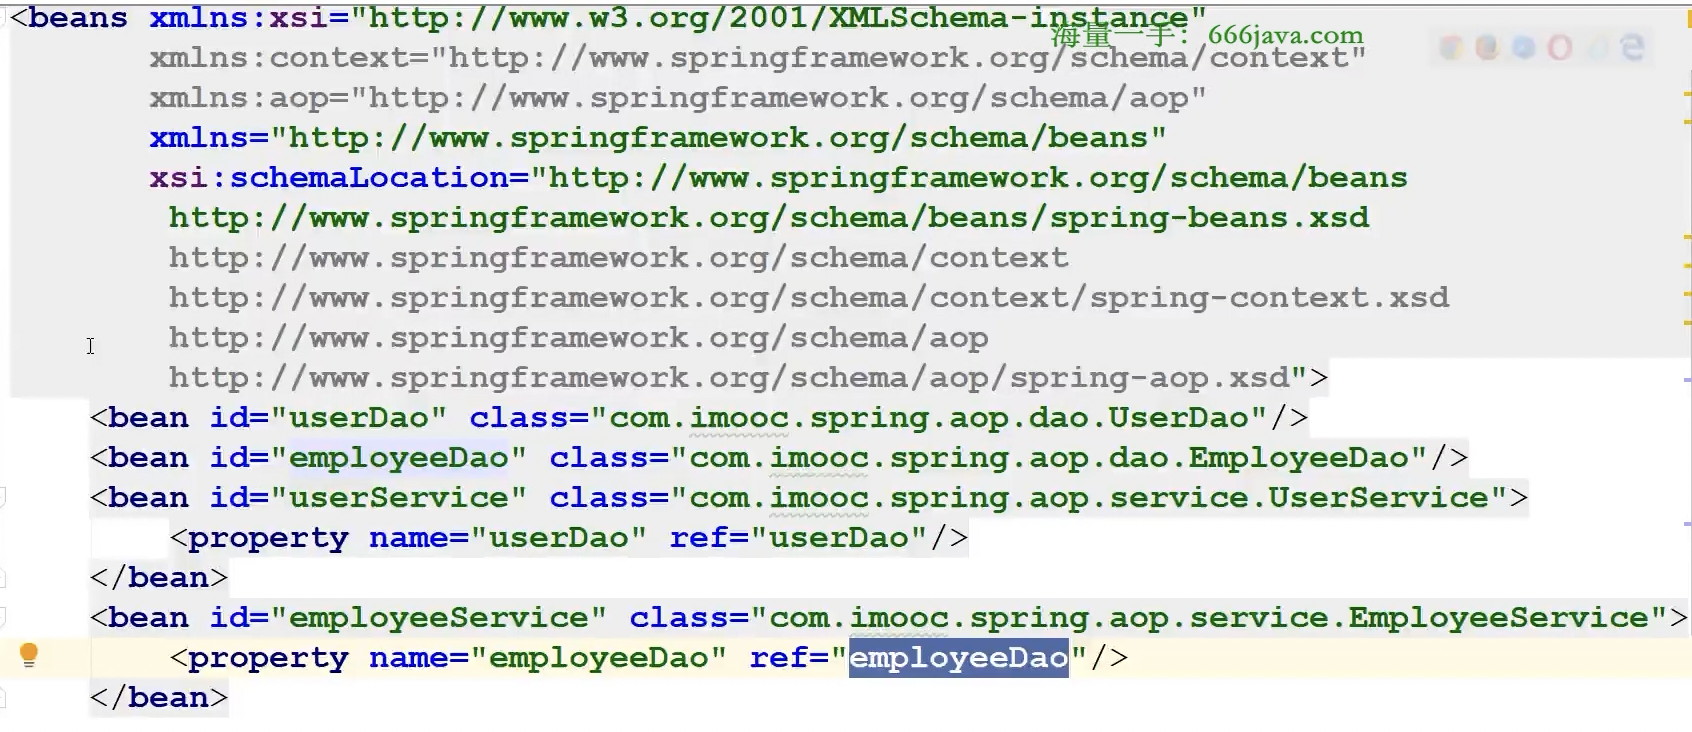 <beans xmlns:xsi="http://www.w3.org/2001/XMLSchema-instance"
海量一手：666java.com
xmlns:context="http://www.springframework.org/schema/context"
xmlns:aop="http://www.springframework.org/schema/aop"
xmlns="http://www.springframework.org/schema/beans"
xsi:schemaLocation="http://www.springframework.org/schema/beans
http://www.springframework.org/schema/beans/spring-beans.xsd
http://www.springframework.org/schema/context
http://www.springframework.org/schema/context/spring-context.xsd
http://www.springframework.org/schema/aop
http://www.springframework.org/schema/aop/spring-aop.xsd">
<bean id="userDao" class="com.imooc.spring.aop.dao.UserDao"/>
<bean id="employeeDao" class="com.imooc.spring.aop.dao.EmployeeDao"/>
<bean id="userService" class="com.imooc.spring.aop.service.UserService">
<property name="userDao" ref="userDao"/>
</bean>
<bean id="employeeService" class="com.imooc.spring.aop.service.EmployeeService">
<property name="employeeDao" ref="employeeDao"/>
</bean>